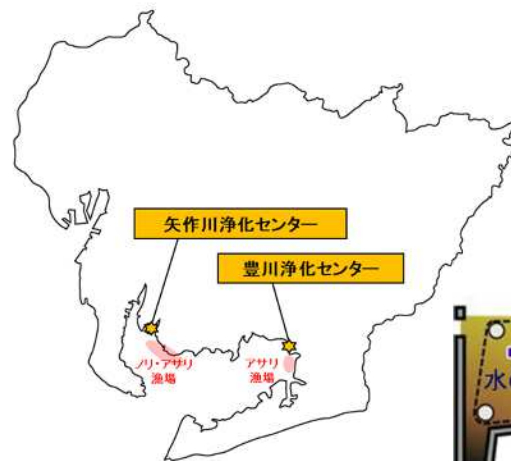 矢作川浄化センター
豊川浄化センター
ノリ・アサリ
漁場
アサリ
漁場
水